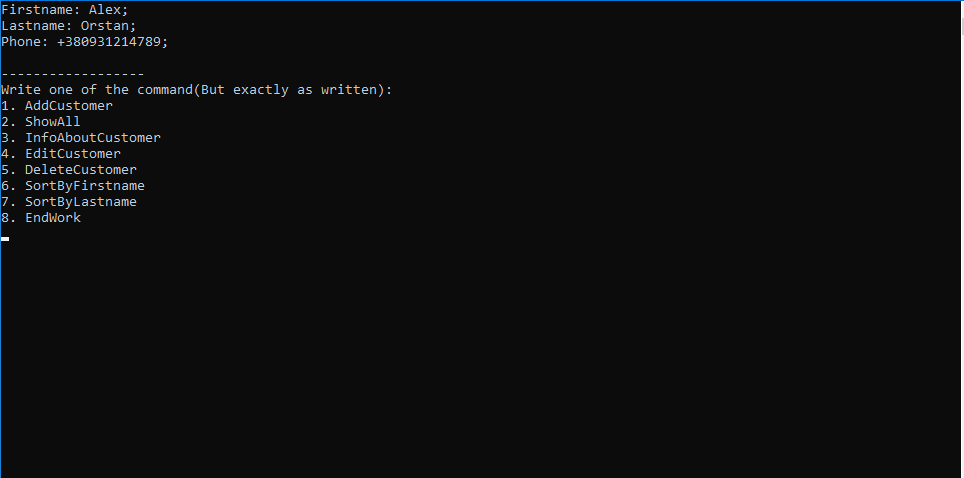 Firstname: Alex;
Lastname: Orstan;
Phone: +380931214789;
------------------
Write one of the command(But exactly as written):
1. AddCustomer
2. ShowAll
3. InfoAboutCustomer
4. EditCustomer
5. DeleteCustomer
6. SortByFirstname
7. SortByLastname
8. EndWork